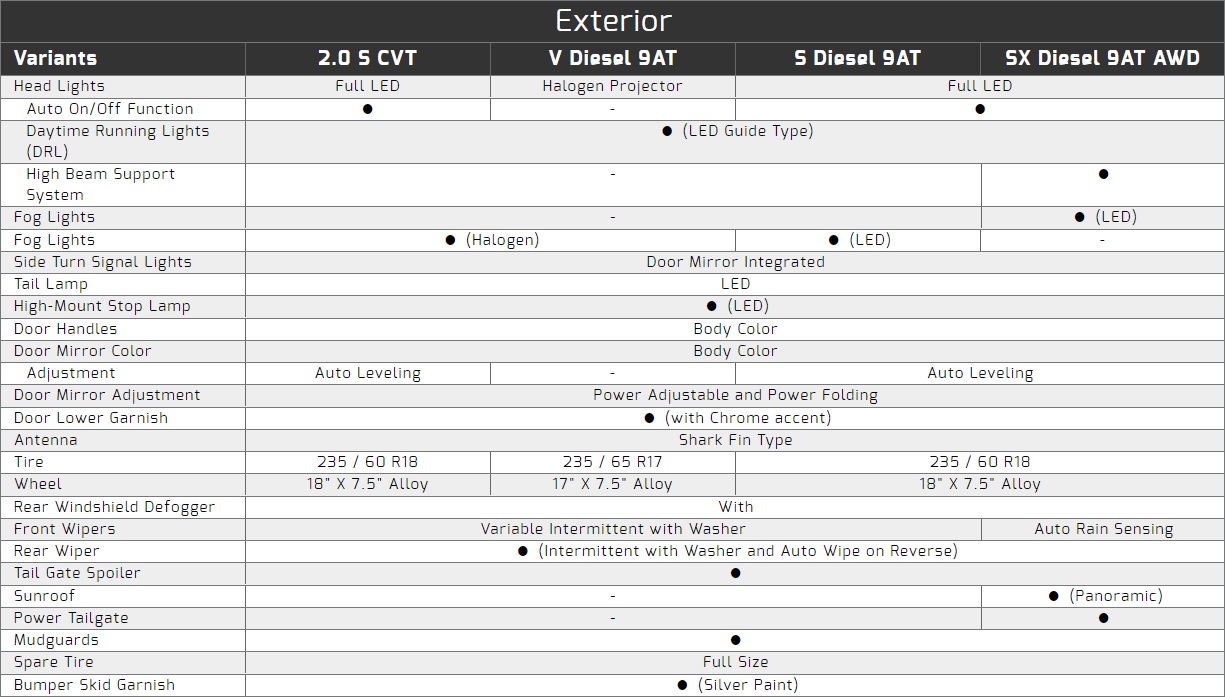 Exterior
Variants 2.0 S CVT V Diesel 9AT S Diesel 9AT SX Diesel 9AT AWD
Head Lights Full LED Halogen Projector Full LED
Auto On/Off Function ● - ●
Daytime Running Lights ● (LED Guide Type)
(DRL)
High Beam Support - ●
System
Fog Lights - ● (LED)
Fog Lights ● (Halogen) ● (LED) -
Side Turn Signal Lights Door Mirror Integrated
Tail Lamp LED
High-Mount Stop Lamp ● (LED)
Door Handles Body Color
Door Mirror Color Body Color
Adjustment Auto Leveling - Auto Leveling
Door Mirror Adjustment Power Adjustable and Power Folding
Door Lower Garnish ● (with Chrome accent)
Antenna Shark Fin Type
Tire 235 / 60 R18 235 / 65 R17 235 / 60 R18
Wheel 18" X 7.5" Alloy 17" X 7.5" Alloy 18" X 7.5" Alloy
Rear Windshield Defogger With
Front Wipers Variable Intermittent with Washer Auto Rain Sensing
Rear Wiper ● (Intermittent with Washer and Auto Wipe on Reverse)
Tail Gate Spoiler ●
Sunroof - ● (Panoramic)
Power Tailgate - ●
Mudguards ●
Spare Tire Full Size
Bumper Skid Garnish ● (Silver Paint)